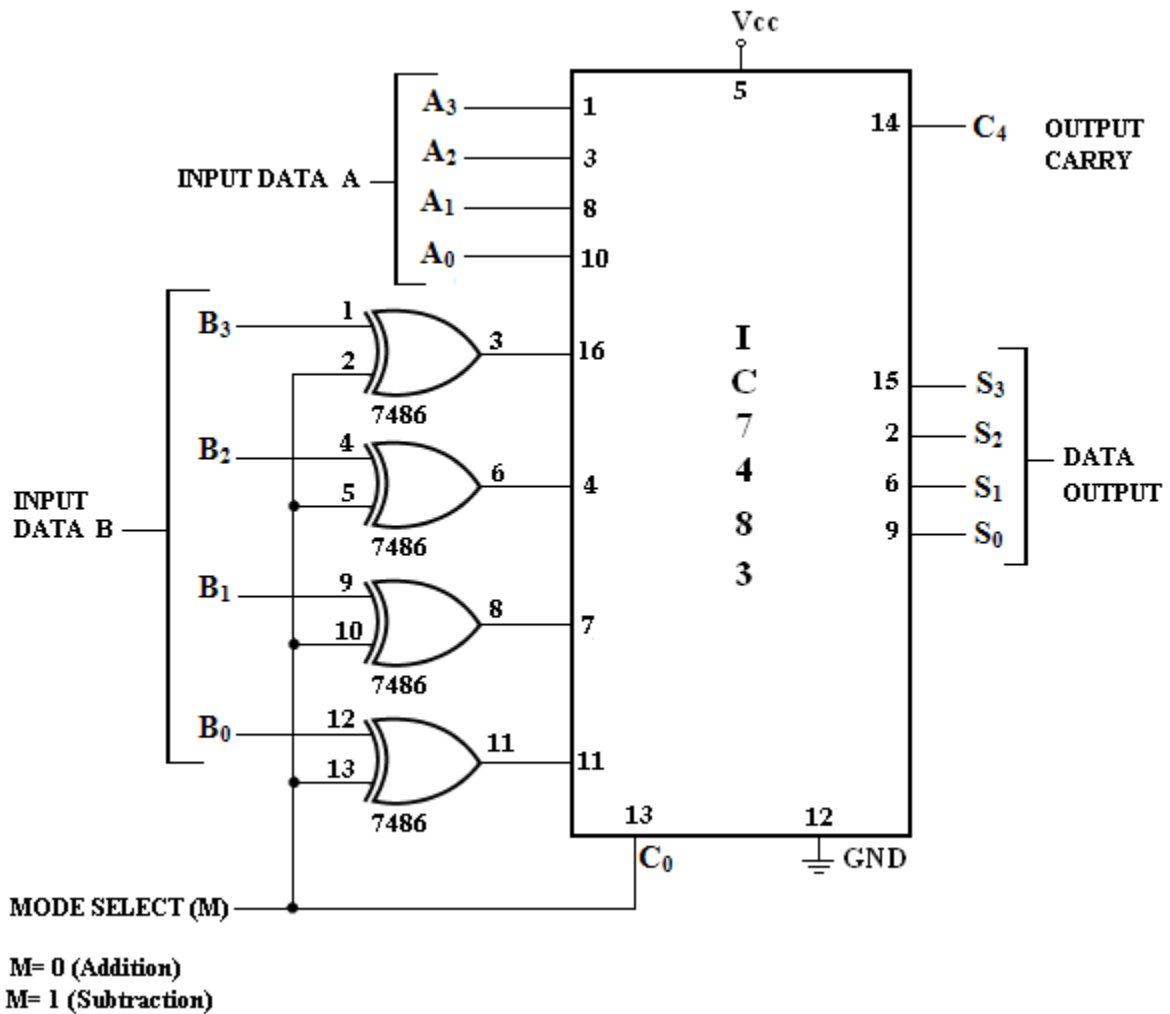 Vcc
5
A3 1
14 C4 OUTPUT
CARRY
A2 3
INPUT DATA A
A1 8
A0 10
B3 1
2
3 16
7486
I
C
7
4
8
3
15 S3
2 S2
6 S1
9 S0
DATA
OUTPUT
B2 4
5
6 4
7486
INPUT
DATA B
B1 9
10
8 7
7486
B0 12
13
11 11
7486
13
C0
12
GND
MODE SELECT (M)
M= 0 (Addition)
M= 1 (Subtraction)